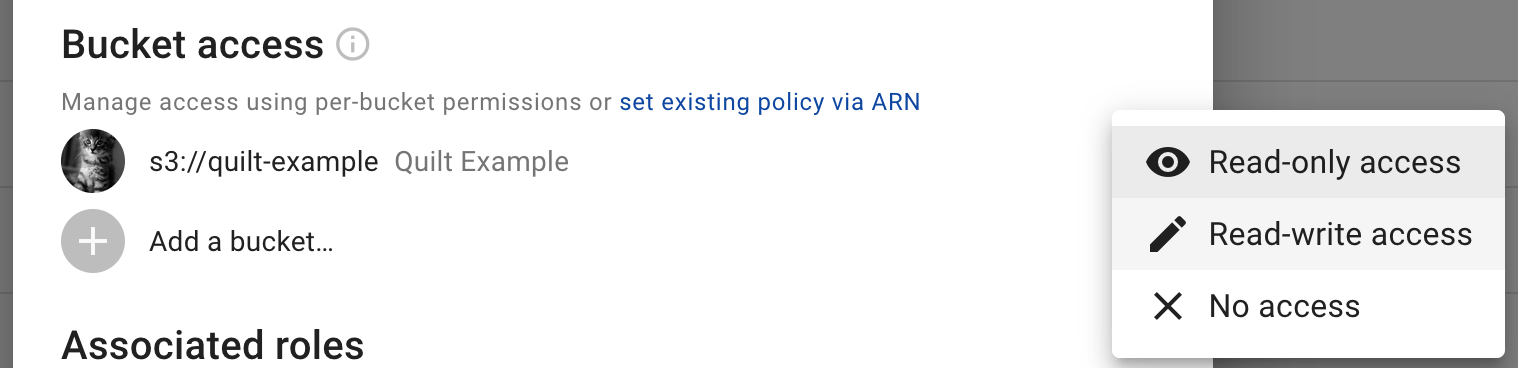 Bucket access
Manage access using per-bucket permissions or set existing policy via ARN
s3://quilt-example Quilt Example
Add a bucket…
Associated roles
Read-only access
Read-write access
No access